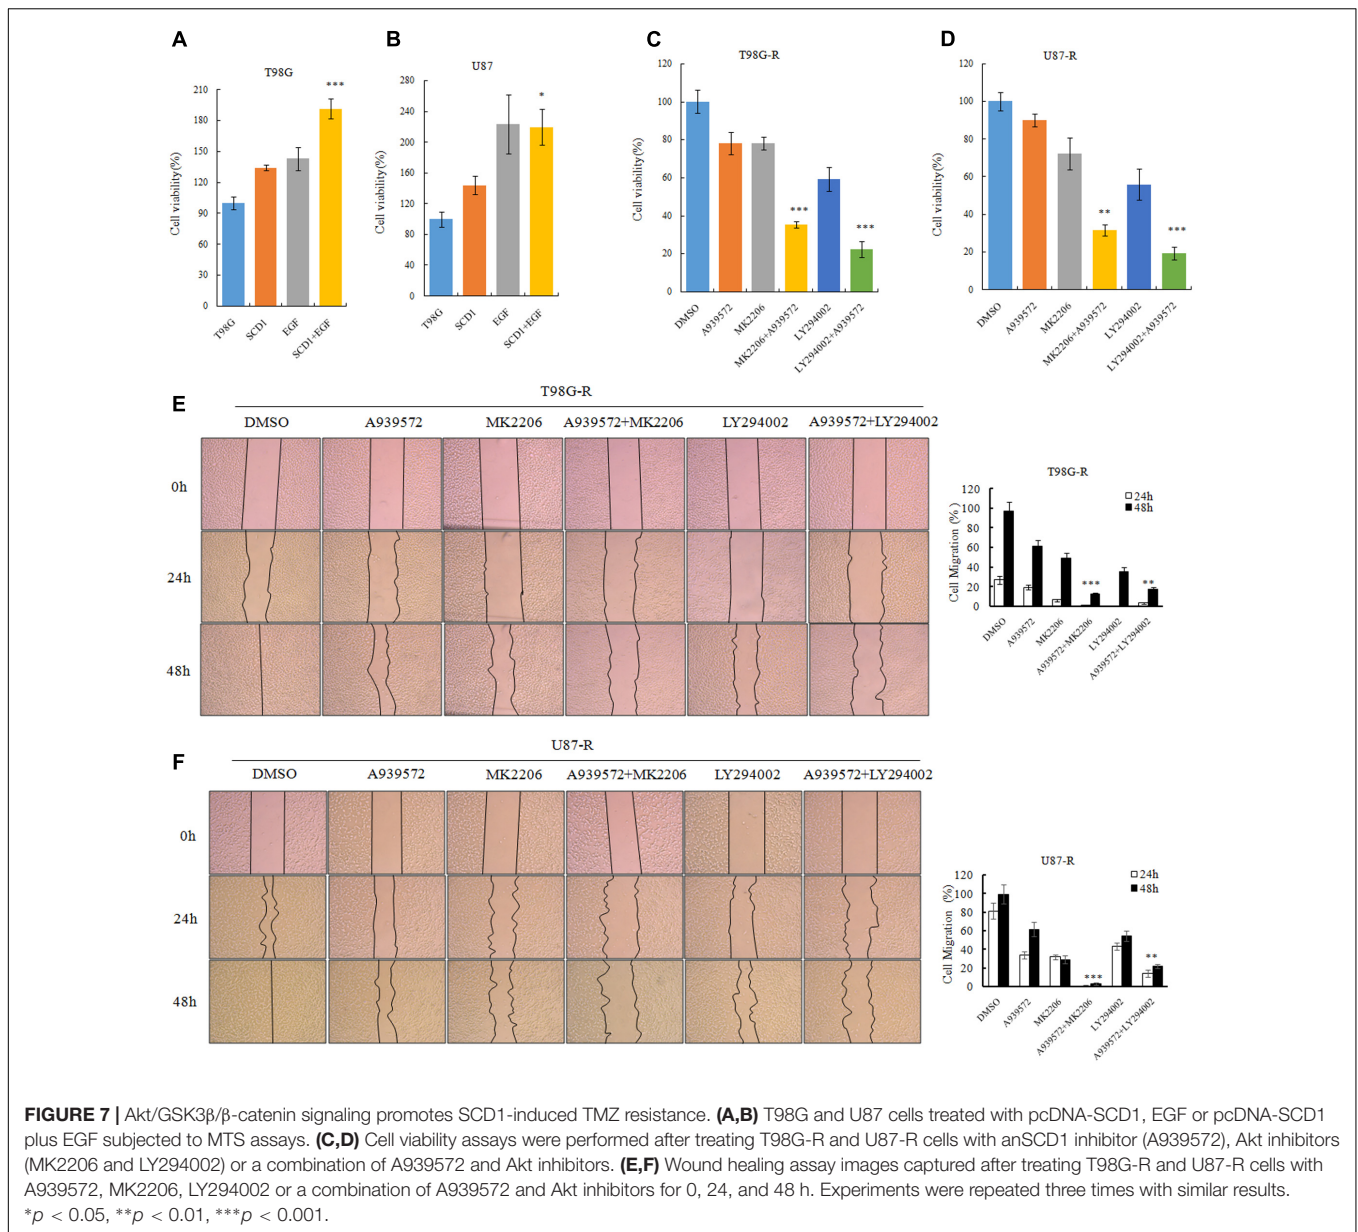 A
T98G
***
Cell viability(%)
210
180
150
120
90
60
30
0
T98G
SCD1
EGF
SCD1+EGF
B
U87
*
Cell viability(%)
280
240
200
160
120
80
40
0
T98G
SCD1
EGF
SCD1+EGF
C
T98G-R
***
***
Cell viability(%)
120
100
80
60
40
20
0
DMSO
A939572
MK2206
MK2206+A939572
LY294002
LY294002+A939572
D
U87-R
**
***
Cell viability(%)
120
100
80
60
40
20
0
DMSO
A939572
MK2206
MK2206+A939572
LY294002
LY294002+A939572
E
T98G-R
DMSO A939572 MK2206 A939572+MK2206 LY294002 A939572+LY294002
0h
24h
48h
T98G-R
24h
48h
Cell Migration (%)
120
100
80
60
40
20
0
***
**
DMSO
A939572
MK2206
A939572+MK2206
LY294002
A939572+LY294002
F
U87-R
DMSO A939572 MK2206 A939572+MK2206 LY294002 A939572+LY294002
0h
24h
48h
U87-R
24h
48h
Cell Migration (%)
120
100
80
60
40
20
0
***
**
DMSO
A939572
MK2206
A939572+MK2206
LY294002
A939572+LY294002
FIGURE 7 | Akt/GSK3β/β-catenin signaling promotes SCD1-induced TMZ resistance. (A,B) T98G and U87 cells treated with pcDNA-SCD1, EGF or pcDNA-SCD1
plus EGF subjected to MTS assays. (C,D) Cell viability assays were performed after treating T98G-R and U87-R cells with anSCD1 inhibitor (A939572), Akt inhibitors
(MK2206 and LY294002) or a combination of A939572 and Akt inhibitors. (E,F) Wound healing assay images captured after treating T98G-R and U87-R cells with
A939572, MK2206, LY294002 or a combination of A939572 and Akt inhibitors for 0, 24, and 48 h. Experiments were repeated three times with similar results.
*p < 0.05, **p < 0.01, ***p < 0.001.